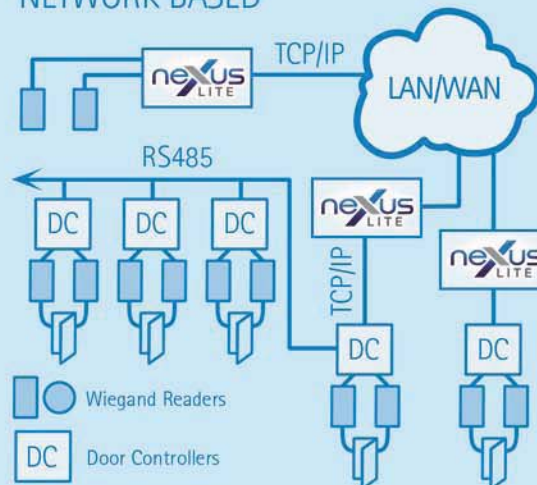 NETWORK BASED
neXus LITE
TCP/IP
LAN/WAN
RS485
DC
DC
DC
neXus LITE
neXus LITE
TCP/IP
DC
DC
Wiegand Readers
DC
Door Controllers